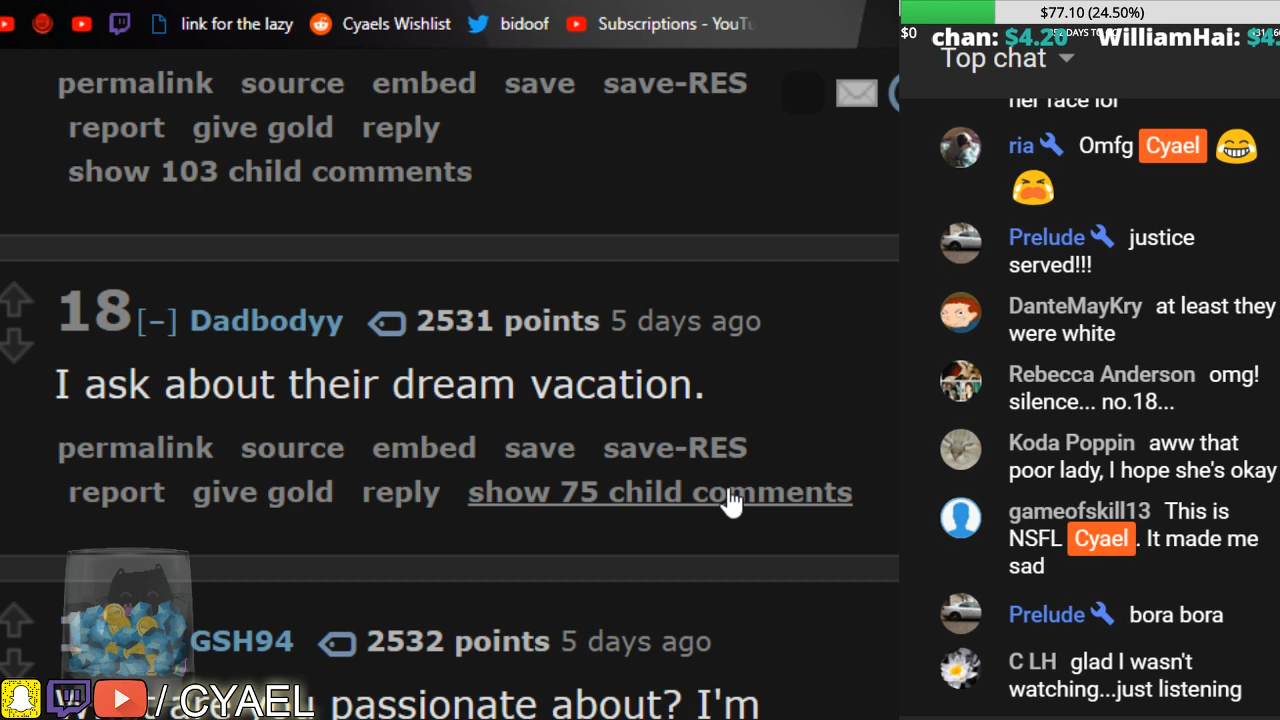 link for the lazy Cyaels Wishlist bidoof Subscriptions - YouTu
permalink source embed save save-RES
report give gold reply
show 103 child comments
18 [-] Dadbodyy 2531 points 5 days ago
I ask about their dream vacation.
permalink source embed save save-RES
report give gold reply show 75 child comments
GSH94 2532 points 5 days ago
you passionate about? I'm
/ CYAEL
$77.10 (24.50%)
$0
chan: $4.20 WilliamHai: $4.
Top chat
her face lol
ria Omfg Cyael
Prelude justice
served!!!
DanteMayKry at least they
were white
Rebecca Anderson omg!
silence... no.18...
Koda Poppin aww that
poor lady, I hope she's okay
gameofskill13 This is
NSFL Cyael . It made me
sad
Prelude bora bora
C LH glad I wasn't
watching...just listening